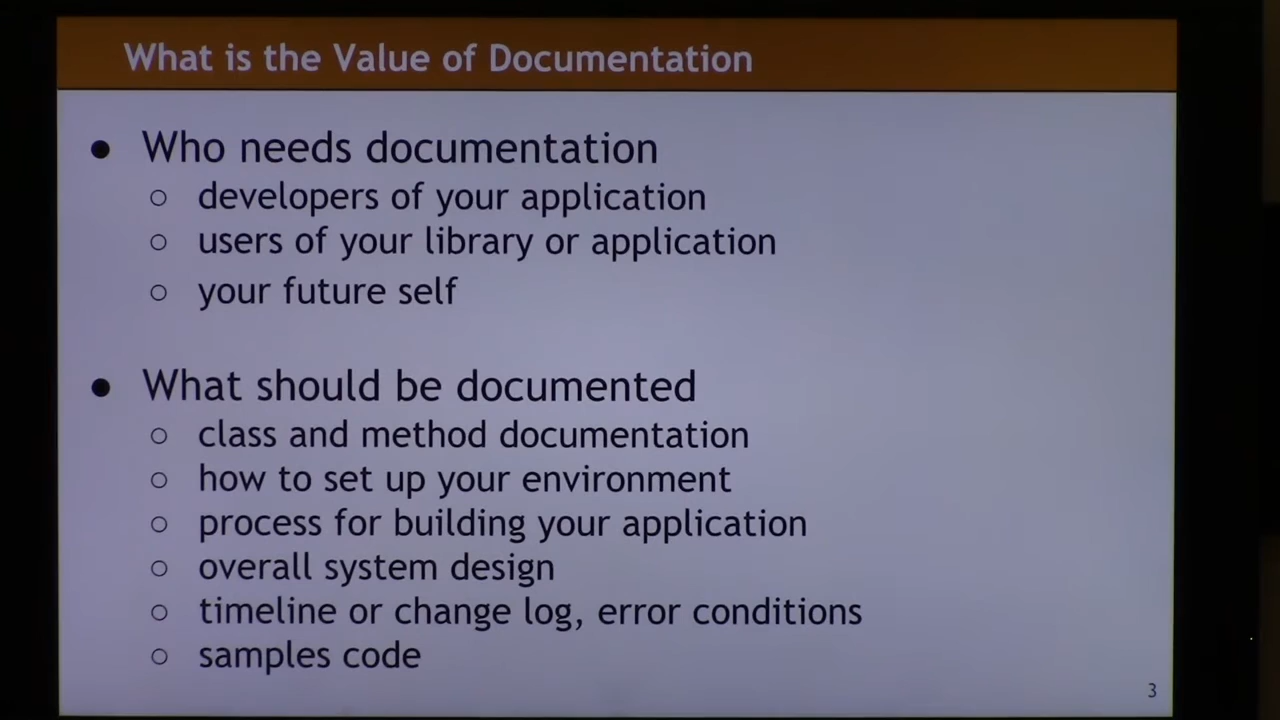 What is the Value of Documentation
● Who needs documentation
○ developers of your application
○ users of your library or application
○ your future self
● What should be documented
○ class and method documentation
○ how to set up your environment
○ process for building your application
○ overall system design
○ timeline or change log, error conditions
○ samples code
3